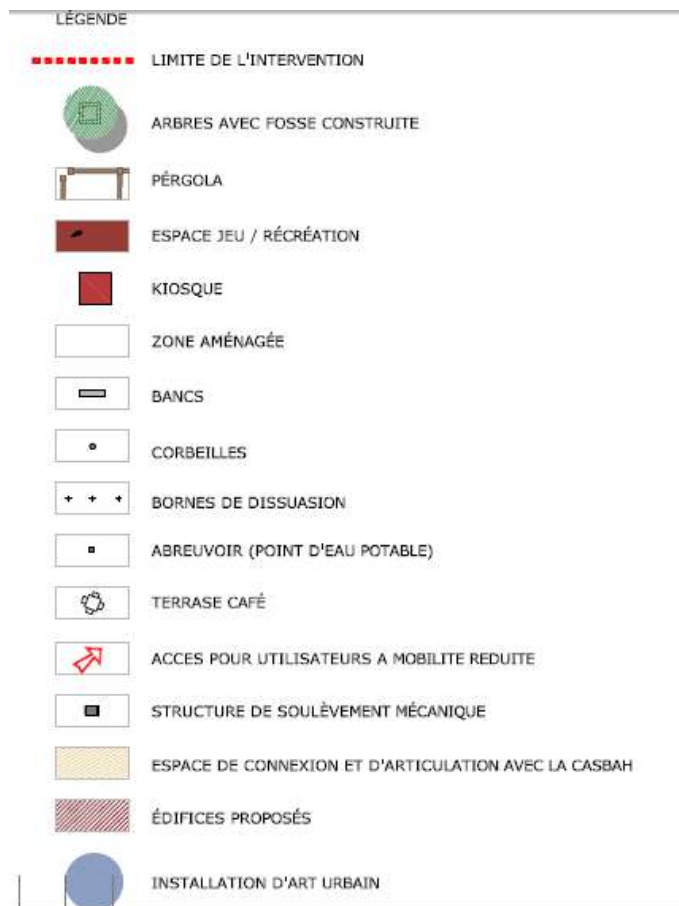 LÉGENDE
LIMITE DE L'INTERVENTION
ARBRES AVEC FOSSE CONSTRUITE
PÉRGOLA
ESPACE JEU / RÉCRÉATION
KIOSQUE
ZONE AMÉNAGÉE
BANCS
CORBEILLES
BORNES DE DISSUASION
ABREUVOIR (POINT D'EAU POTABLE)
TERRASE CAFÉ
ACCES POUR UTILISATEURS A MOBILITE REDUITE
STRUCTURE DE SOULÈVEMENT MÉCANIQUE
ESPACE DE CONNEXION ET D'ARTICULATION AVEC LA CASBAH
ÉDIFICES PROPOSÉS
INSTALLATION D'ART URBAIN